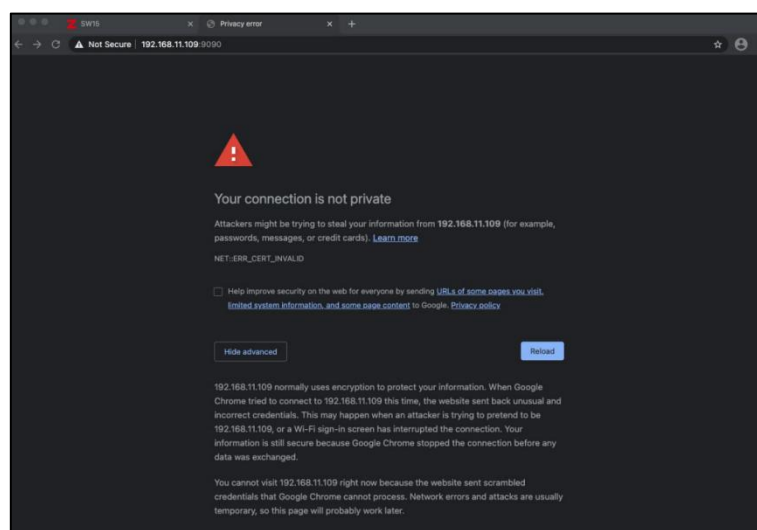 SW15
Privacy error
Not Secure 192.168.11.109:9090
Your connection is not private
Attackers might be trying to steal your information from 192.168.11.109 (for example,
passwords, messages, or credit cards). Learn more
NET::ERR_CERT_INVALID
Help improve security on the web for everyone by sending URLs of some pages you visit,
limited system information, and some page content to Google. Privacy policy
Hide advanced
Reload
192.168.11.109 normally uses encryption to protect your information. When Google
Chrome tried to connect to 192.168.11.109 this time, the website sent back unusual and
incorrect credentials. This may happen when an attacker is trying to pretend to be
192.168.11.109, or a Wi-Fi sign-in screen has interrupted the connection. Your
information is still secure because Google Chrome stopped the connection before any
data was exchanged.
You cannot visit 192.168.11.109 right now because the website sent scrambled
credentials that Google Chrome cannot process. Network errors and attacks are usually
temporary, so this page will probably work later.